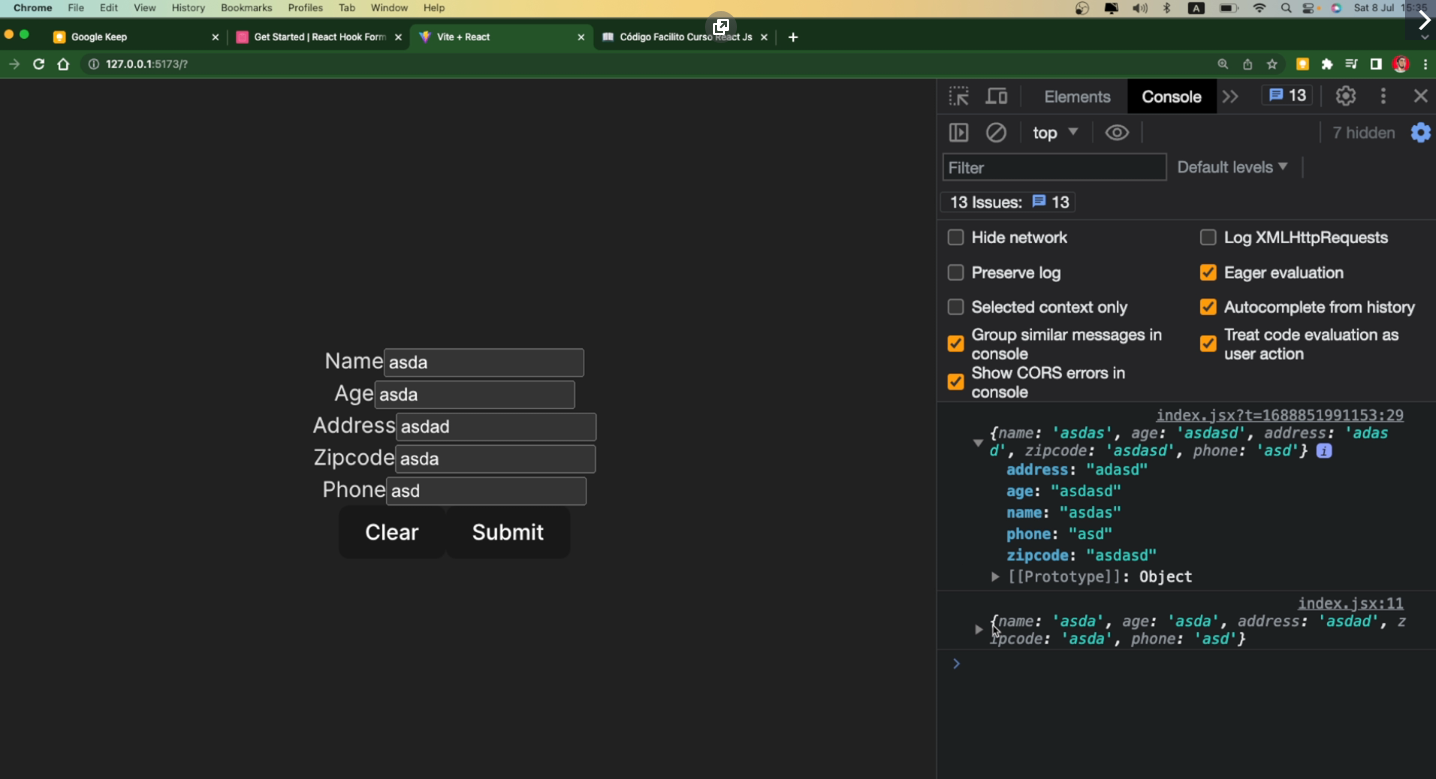 Chrome File Edit View History Bookmarks Profiles Tab Window Help A Sat 8 Jul 15:35
Google Keep Get Started | React Hook Form Vite + React Código Facilito Curso React Js
127.0.0.1:5173/?
Elements Console 13
top 7 hidden
Filter Default levels
13 Issues: 13
Hide network Log XMLHttpRequests
Preserve log Eager evaluation
Selected context only Autocomplete from history
Group similar messages in console Treat code evaluation as user action
Show CORS errors in console
index.jsx?t=1688851991153:29
{name: 'asdas', age: 'asdasd', address: 'adas
d', zipcode: 'asdasd', phone: 'asd'} i
address: "adasd"
age: "asdasd"
name: "asdas"
phone: "asd"
zipcode: "asdasd"
[[Prototype]]: Object
index.jsx:11
{name: 'asda', age: 'asda', address: 'asdad', z
ipcode: 'asda', phone: 'asd'}
Name asda
Age asda
Address asdad
Zipcode asda
Phone asd
Clear Submit